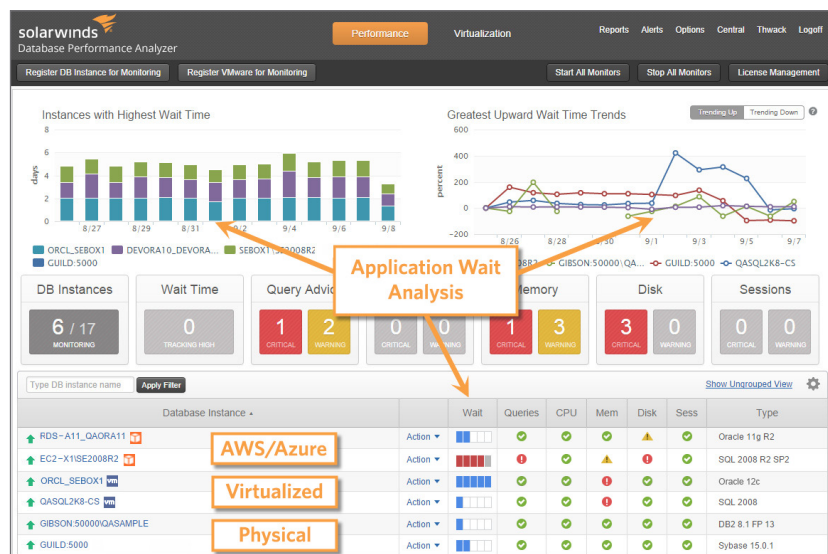 solarwinds
Database Performance Analyzer
Performance
Virtualization
Reports Alerts Options Central Thwack Logoff
Register DB Instance for Monitoring
Register VMware for Monitoring
Start All Monitors
Stop All Monitors
License Management
Instances with Highest Wait Time
8
6
4
2
0
days
8/27 8/29 8/31 9/2 9/4 9/6 9/8
ORCL_SEBOX1 DEVORA10_DEVORA... SEBOX1\SE2008R2
GUILD:5000
Greatest Upward Wait Time Trends
Trending Up Trending Down
600
400
200
0
-200
percent
8/26 8/28 8/30 9/1 9/3 9/5 9/7
GIBSON:50000\QA... GUILD:5000 QASQL2K8-CS
Application Wait
Analysis
DB Instances
6 / 17
MONITORING
Wait Time
0
TRACKING HIGH
Query Advic
1 2
CRITICAL WARNING
0 0
CRITICAL WARNING
Memory
1 3
CRITICAL WARNING
Disk
3 0
CRITICAL WARNING
Sessions
0 0
CRITICAL WARNING
Type DB instance name
Apply Filter
Show Ungrouped View
Database Instance Wait Queries CPU Mem Disk Sess Type
RDS-A11_QAORA11 AWS/Azure Action Oracle 11g R2
EC2-X1\SE2008R2 Action SQL 2008 R2 SP2
ORCL_SEBOX1 vm Virtualized Action Oracle 12c
QASQL2K8-CS vm Action SQL 2008
GIBSON:50000\QASAMPLE Physical Action DB2 8.1 FP 13
GUILD:5000 Action Sybase 15.0.1